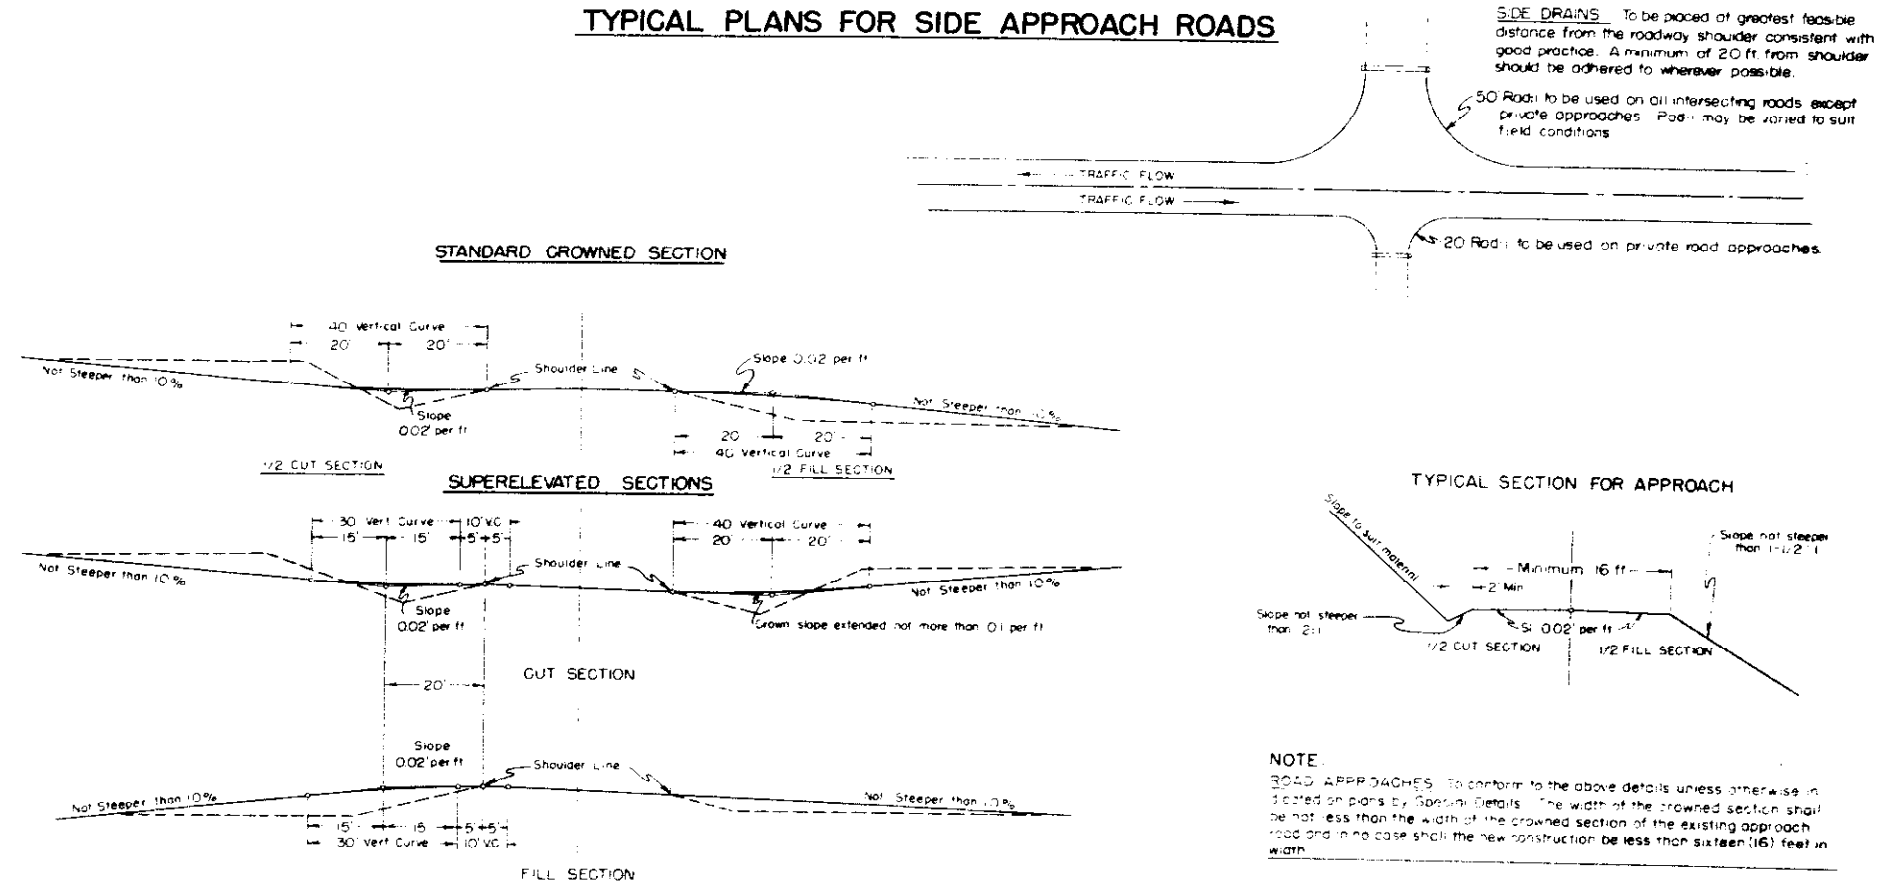 TYPICAL PLANS FOR SIDE APPROACH ROADS
SIDE DRAINS To be placed at greatest feasible
distance from the roadway shoulder consistent with
good practice. A minimum of 20 ft. from shoulder
should be adhered to wherever possible.
50' Radii to be used on all intersecting roads except
private approaches Radii may be varied to suit
field conditions
TRAFFIC FLOW
TRAFFIC FLOW
20' Radii to be used on private road approaches.
STANDARD CROWNED SECTION
40' Vertical Curve
20' 20'
Not Steeper than 10%
Shoulder Line
Slope 0.02 per ft
Slope
0.02' per ft
Not Steeper than 10%
20' 20'
40' Vertical Curve
1/2 CUT SECTION
1/2 FILL SECTION
SUPERELEVATED SECTIONS
30' Vert Curve 10' V.C.
15' 15' 5' 5'
40' Vertical Curve
20' 20'
Not Steeper than 10%
Shoulder Line
Not Steeper than 10%
Slope
0.02' per ft
Crown slope extended not more than 0.1 per ft
CUT SECTION
20'
Slope
0.02' per ft
Shoulder Line
Not Steeper than 10%
Not Steeper than 10%
15' 15' 5' 5'
30' Vert Curve 10' V.C.
FILL SECTION
TYPICAL SECTION FOR APPROACH
Slope to suit material
Slope not steeper
than 1-1/2:1
Minimum 16 ft
2' Min
Slope not steeper
than 2:1
Sl. 0.02' per ft
1/2 CUT SECTION
1/2 FILL SECTION
NOTE:
ROAD APPROACHES To conform to the above details unless otherwise in
dicated on plans by Special Details The width of the crowned section shall
be not less than the width of the crowned section of the existing approach
road and in no case shall the new construction be less than sixteen (16) feet in
width